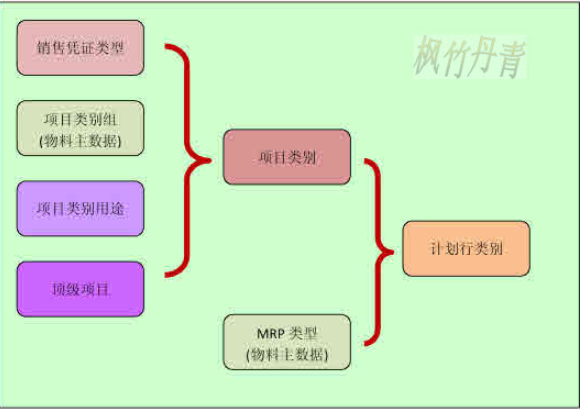 销售凭证类型
枫竹丹青
项目类别组
(物料主数据)
项目类别
项目类别用途
计划行类别
顶级项目
MRP 类型
(物料主数据)